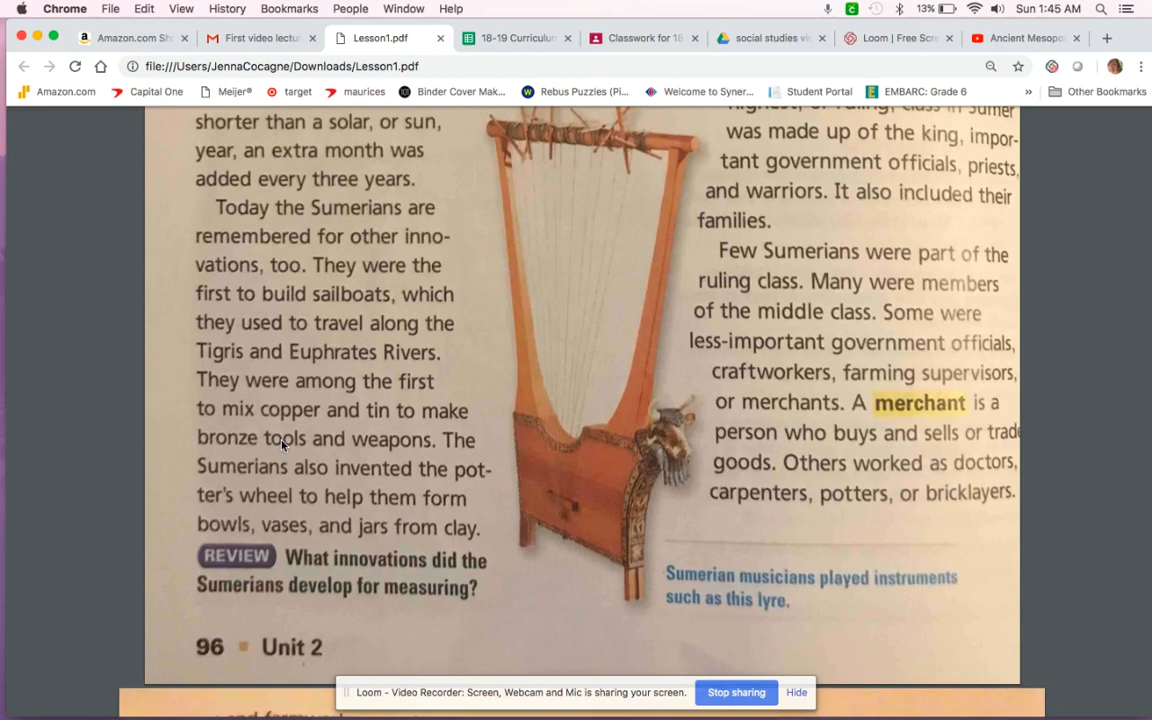 Chrome File Edit View History Bookmarks People Window Help 13% Sun 1:45 AM
Amazon.com Sh
First video lectu
Lesson1.pdf
18-19 Curriculum
Classwork for 18
social studies vi
Loom | Free Scre
Ancient Mesopo
file:///Users/JennaCocagne/Downloads/Lesson1.pdf
Amazon.com Capital One Meijer® target maurices Binder Cover Mak... Rebus Puzzles (Pi... Welcome to Syner... Student Portal EMBARC: Grade 6 » Other Bookmarks
shorter than a solar, or sun,
year, an extra month was
added every three years.
Today the Sumerians are
remembered for other inno-
vations, too. They were the
first to build sailboats, which
they used to travel along the
Tigris and Euphrates Rivers.
They were among the first
to mix copper and tin to make
bronze tools and weapons. The
Sumerians also invented the pot-
ter's wheel to help them form
bowls, vases, and jars from clay.
REVIEW What innovations did the
Sumerians develop for measuring?
96 Unit 2
highest, or ruling, class in Sumer
was made up of the king, impor-
tant government officials, priests,
and warriors. It also included their
families.
Few Sumerians were part of the
ruling class. Many were members
of the middle class. Some were
less-important government officials,
craftworkers, farming supervisors,
or merchants. A merchant is a
person who buys and sells or trade
goods. Others worked as doctors,
carpenters, potters, or bricklayers.
Sumerian musicians played instruments
such as this lyre.
Loom - Video Recorder: Screen, Webcam and Mic is sharing your screen. Stop sharing Hide